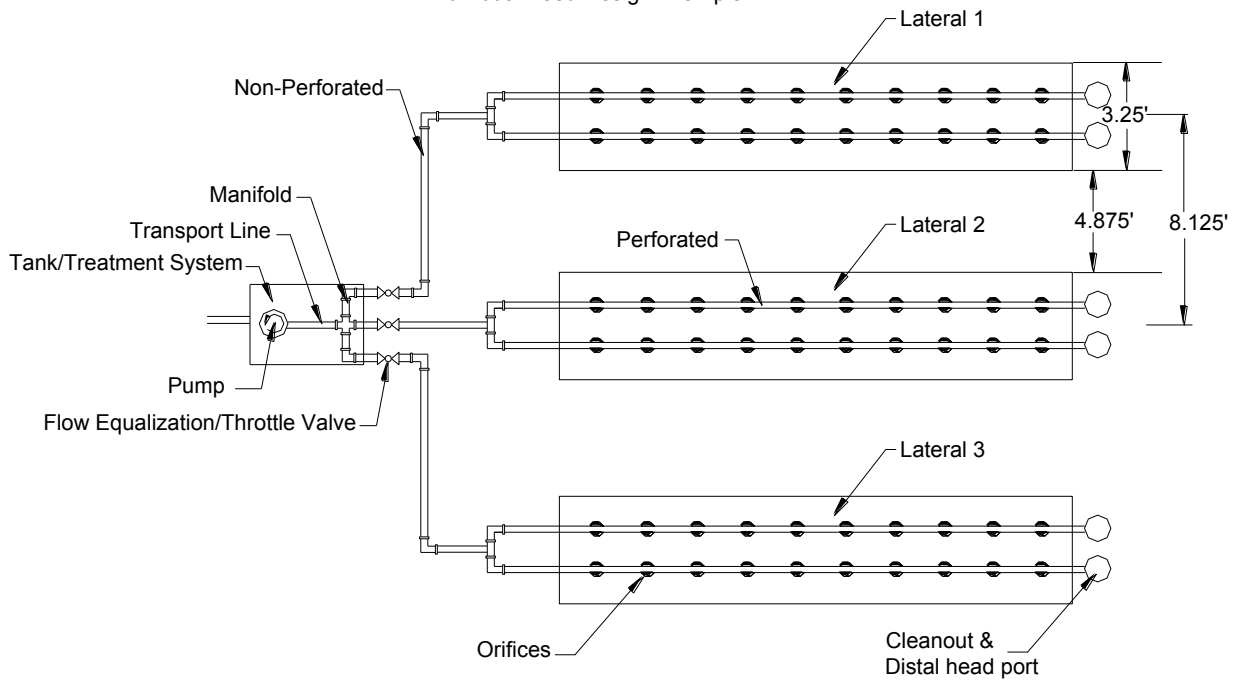 Lateral 1
Non-Perforated
3.25'
Manifold
Transport Line
Tank/Treatment System
Lateral 2
Perforated
4.875'
8.125'
Pump
Flow Equalization/Throttle Valve
Lateral 3
Orifices
Cleanout &
Distal head port